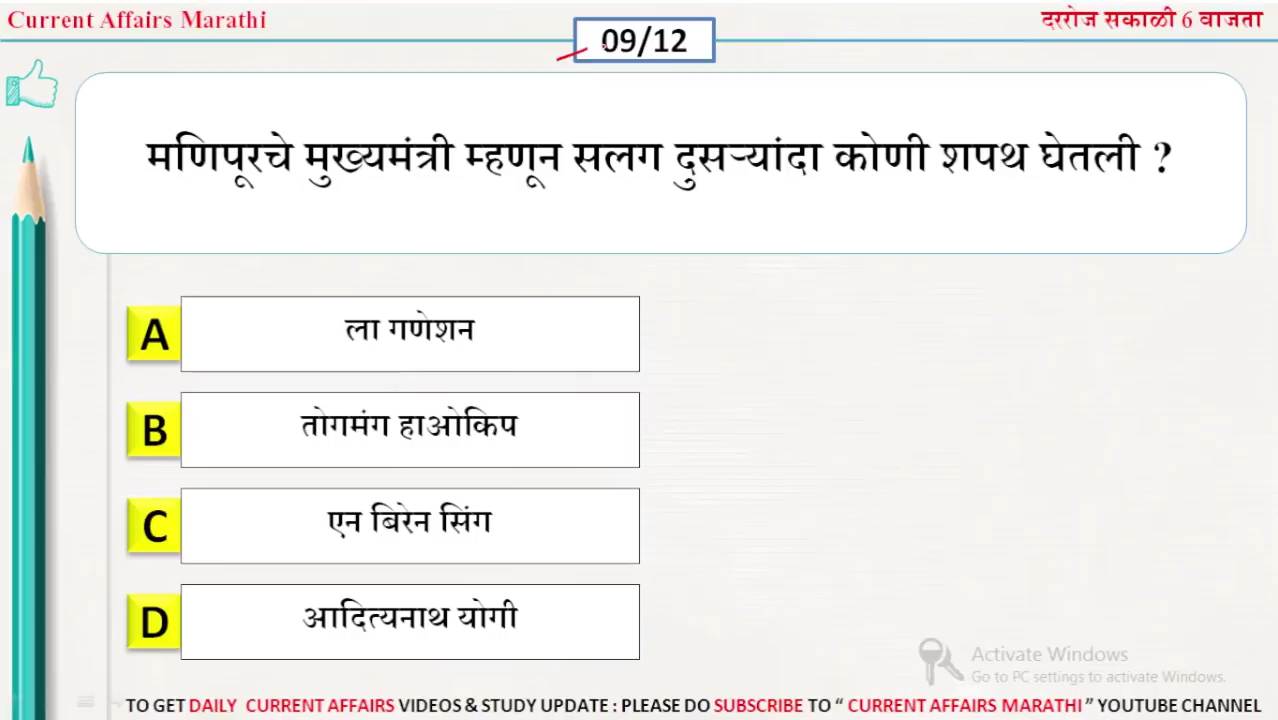 Current Affairs Marathi
दररोज सकाळी 6 वाजता
09/12
मणिपूरचे मुख्यमंत्री म्हणून सलग दुसऱ्यांदा कोणी शपथ घेतली ?
A ला गणेशन
B तोगमंग हाओकिप
C एन बिरेन सिंग
D आदित्यनाथ योगी
Activate Windows
Go to PC settings to activate Windows.
TO GET DAILY CURRENT AFFAIRS VIDEOS & STUDY UPDATE : PLEASE DO SUBSCRIBE TO “ CURRENT AFFAIRS MARATHI ” YOUTUBE CHANNEL